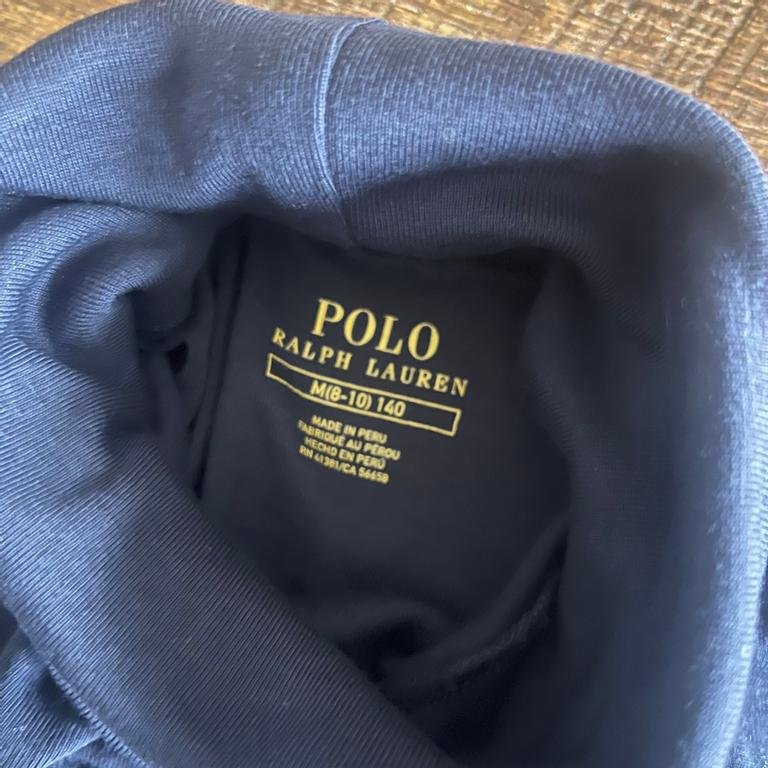 POLO
RALPH LAUREN
M(8-10) 140
MADE IN PERU
FABRIQUÉ AU PÉROU
HECHO EN PERÚ
RN 41381/CA 56658